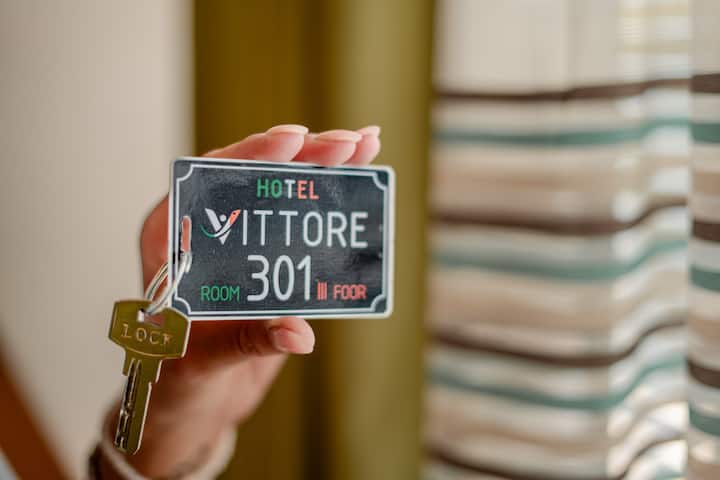 HOTEL
VITTORE
ROOM 301 III FOOR
LOCK